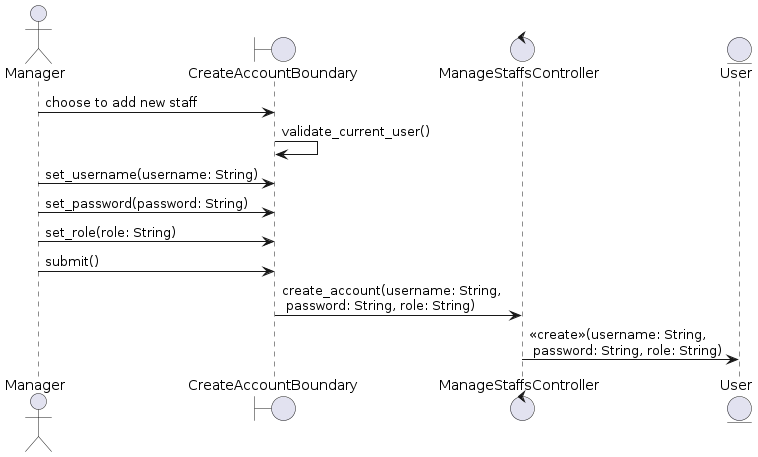 Manager
CreateAccountBoundary
ManageStaffsController
User
choose to add new staff
validate_current_user()
set_username(username: String)
set_password(password: String)
set_role(role: String)
submit()
create_account(username: String,
password: String, role: String)
«create»(username: String,
password: String, role: String)
Manager
CreateAccountBoundary
ManageStaffsController
User